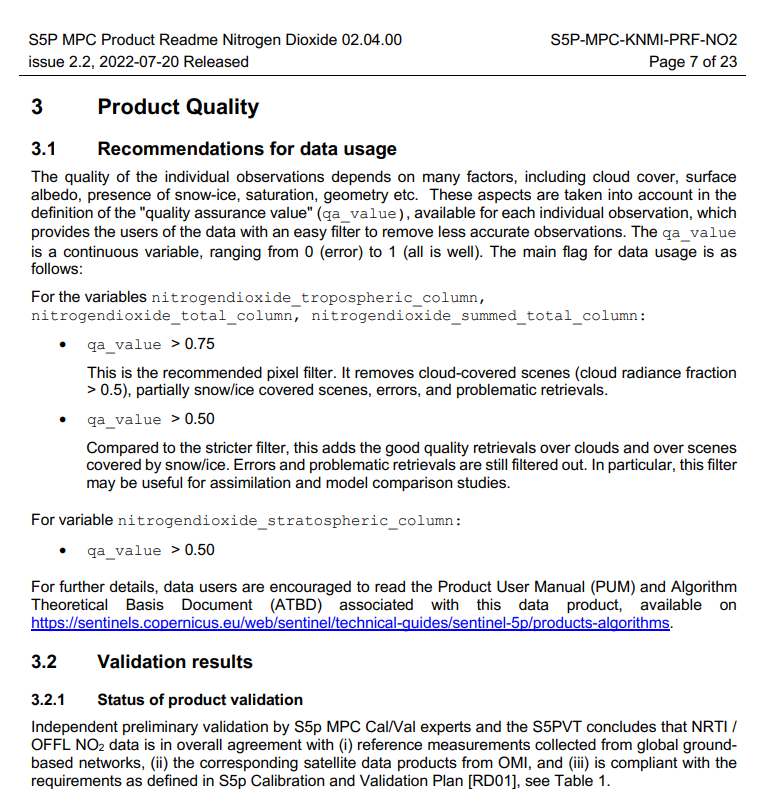 S5P MPC Product Readme Nitrogen Dioxide 02.04.00 S5P-MPC-KNMI-PRF-NO2
issue 2.2, 2022-07-20 Released Page 7 of 23
3 Product Quality
3.1 Recommendations for data usage
The quality of the individual observations depends on many factors, including cloud cover, surface
albedo, presence of snow-ice, saturation, geometry etc. These aspects are taken into account in the
definition of the "quality assurance value" (qa_value), available for each individual observation, which
provides the users of the data with an easy filter to remove less accurate observations. The qa_value
is a continuous variable, ranging from 0 (error) to 1 (all is well). The main flag for data usage is as
follows:
For the variables nitrogendioxide_tropospheric_column,
nitrogendioxide_total_column, nitrogendioxide_summed_total_column:
• qa_value > 0.75
This is the recommended pixel filter. It removes cloud-covered scenes (cloud radiance fraction
> 0.5), partially snow/ice covered scenes, errors, and problematic retrievals.
• qa_value > 0.50
Compared to the stricter filter, this adds the good quality retrievals over clouds and over scenes
covered by snow/ice. Errors and problematic retrievals are still filtered out. In particular, this filter
may be useful for assimilation and model comparison studies.
For variable nitrogendioxide_stratospheric_column:
• qa_value > 0.50
For further details, data users are encouraged to read the Product User Manual (PUM) and Algorithm
Theoretical Basis Document (ATBD) associated with this data product, available on
https://sentinels.copernicus.eu/web/sentinel/technical-guides/sentinel-5p/products-algorithms.
3.2 Validation results
3.2.1 Status of product validation
Independent preliminary validation by S5p MPC Cal/Val experts and the S5PVT concludes that NRTI /
OFFL NO₂ data is in overall agreement with (i) reference measurements collected from global ground-
based networks, (ii) the corresponding satellite data products from OMI, and (iii) is compliant with the
requirements as defined in S5p Calibration and Validation Plan [RD01], see Table 1.